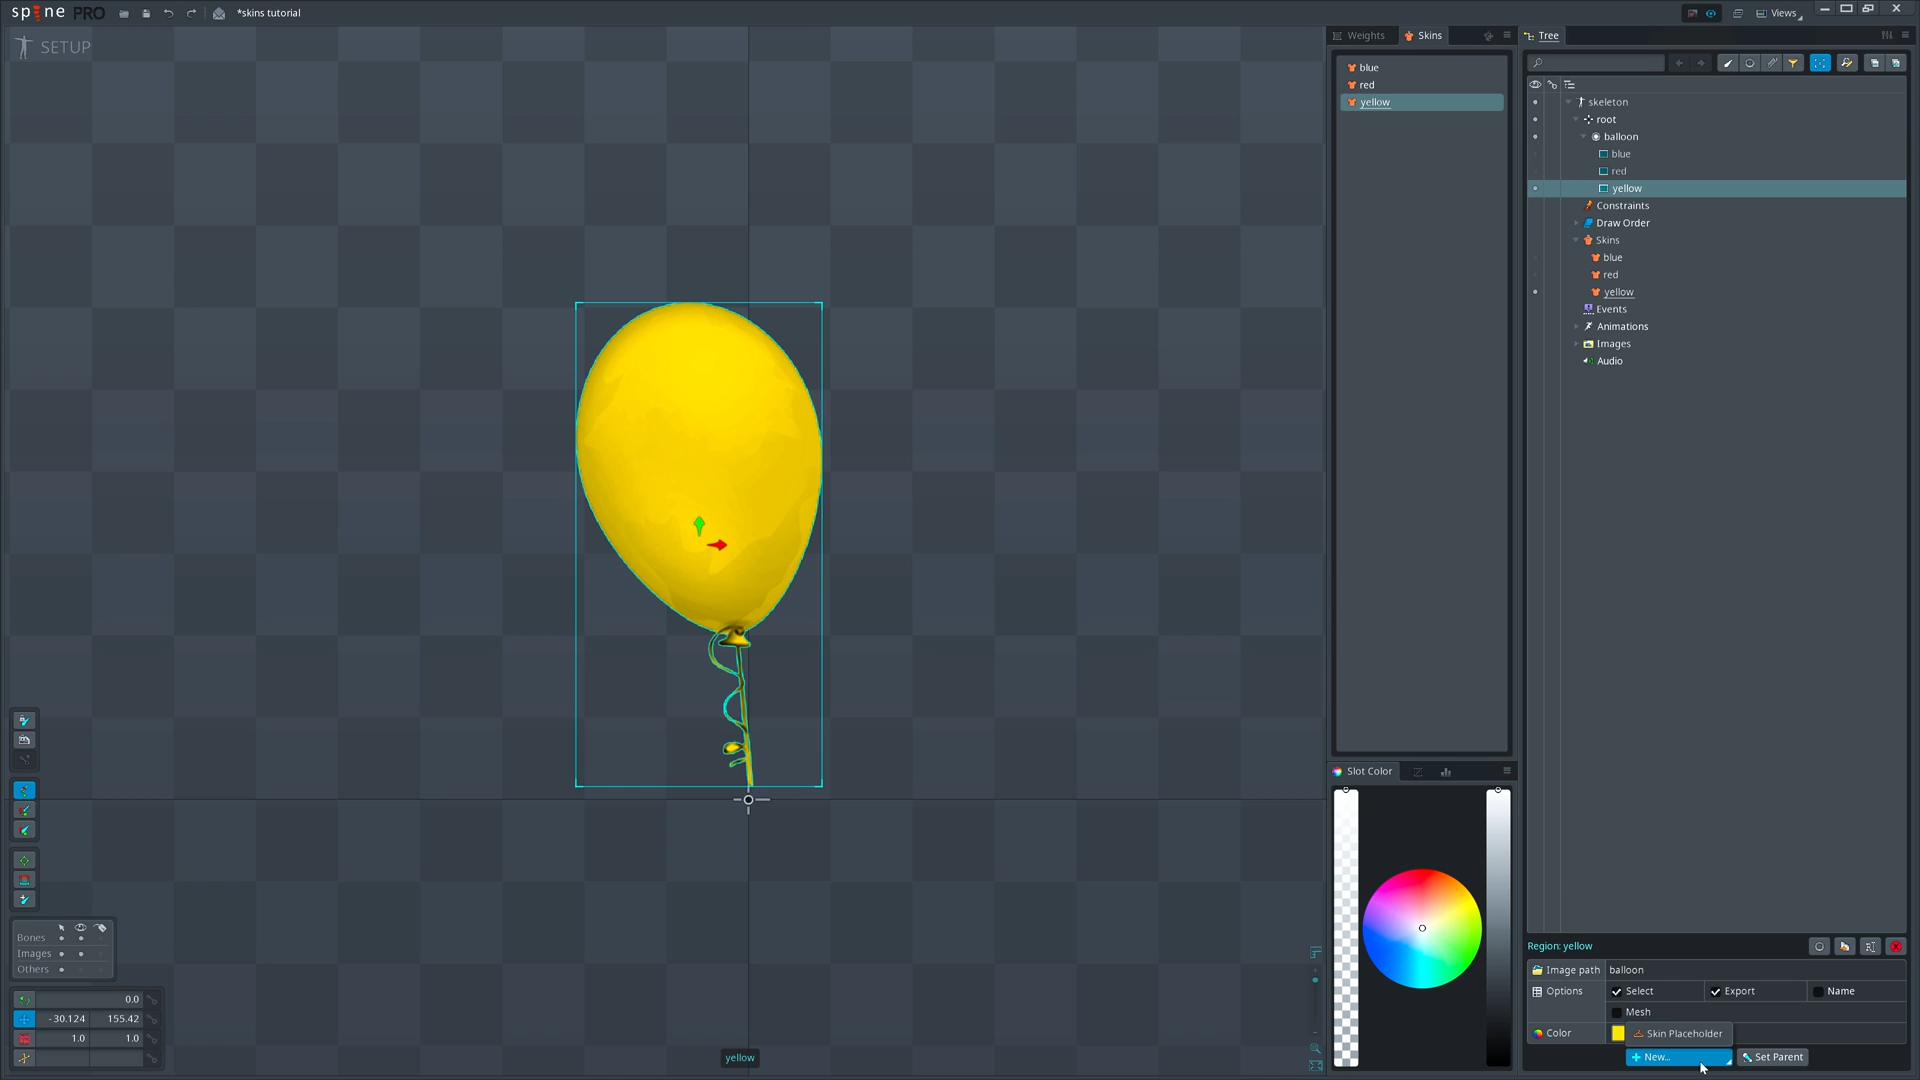 spine PRO
*skins tutorial
Views
SETUP
Weights
Skins
blue
red
yellow
Tree
skeleton
root
balloon
blue
red
yellow
Constraints
Draw Order
Skins
blue
red
yellow
Events
Animations
Images
Audio
Slot Color
Bones
Images
Others
0.0
-30.124 155.42
1.0 1.0
yellow
Region: yellow
Image path balloon
Options Select Export Name
Mesh
Color Skin Placeholder
+ New... Set Parent